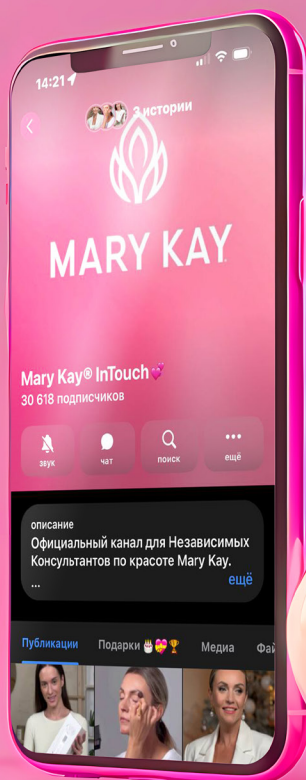 14:21
3 истории
MARY KAY
Mary Kay® InTouch💞
30 618 подписчиков
звук
чат
поиск
ещё
описание
Официальный канал для Независимых
Консультантов по красоте Mary Kay.
...
ещё
Публикации
Подарки 🎂💝🏆
Медиа
Фай